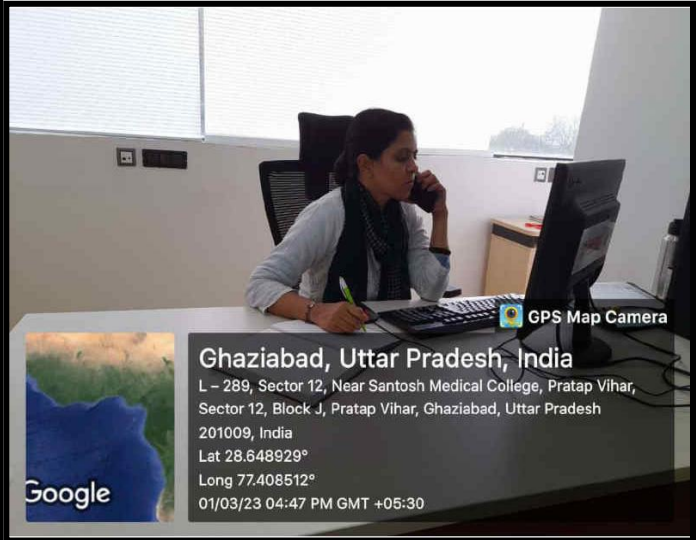 GPS Map Camera
Ghaziabad, Uttar Pradesh, India
L – 289, Sector 12, Near Santosh Medical College, Pratap Vihar,
Sector 12, Block J, Pratap Vihar, Ghaziabad, Uttar Pradesh
201009, India
Lat 28.648929°
Long 77.408512°
01/03/23 04:47 PM GMT +05:30
Google